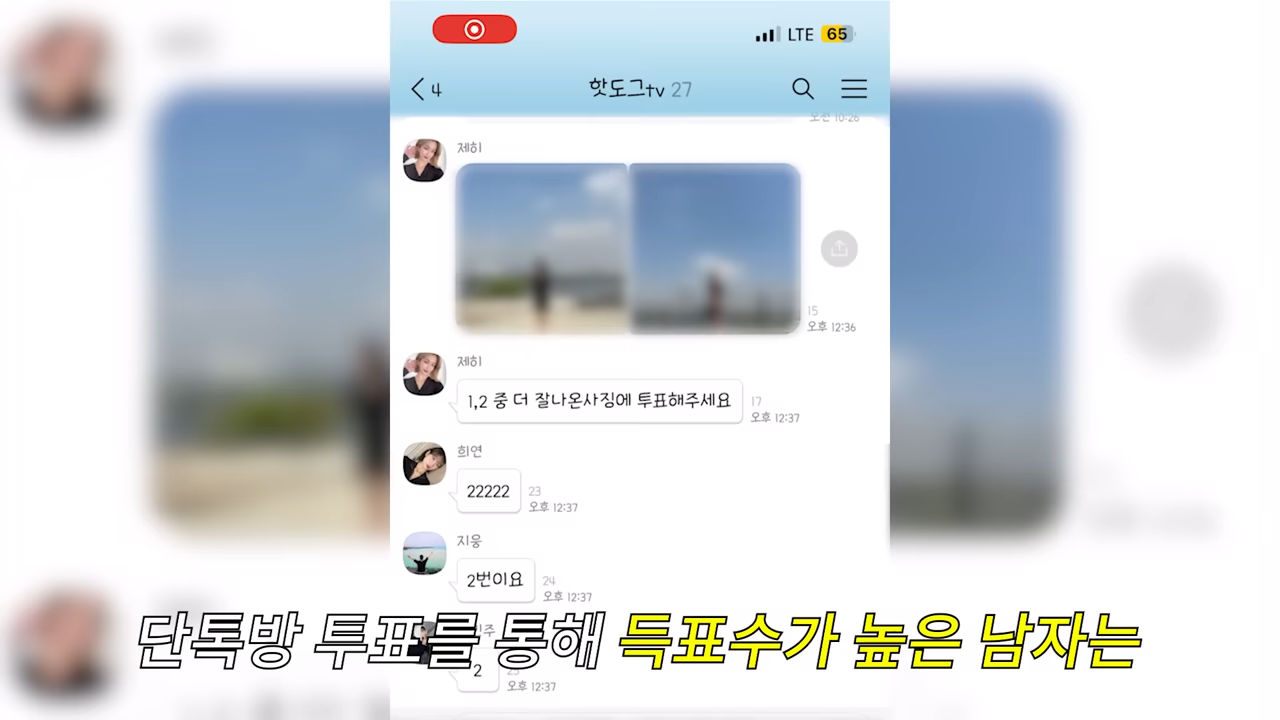 LTE 65
4 핫도그tv 27
오전 10:26
제히
15
오후 12:36
제히
1,2 중 더 잘나온사징에 투표해주세요
17
오후 12:37
희연
22222
23
오후 12:37
지웅
2번이요
24
오후 12:37
2
오후 12:37
단톡방 투표를 통해 득표수가 높은 남자는